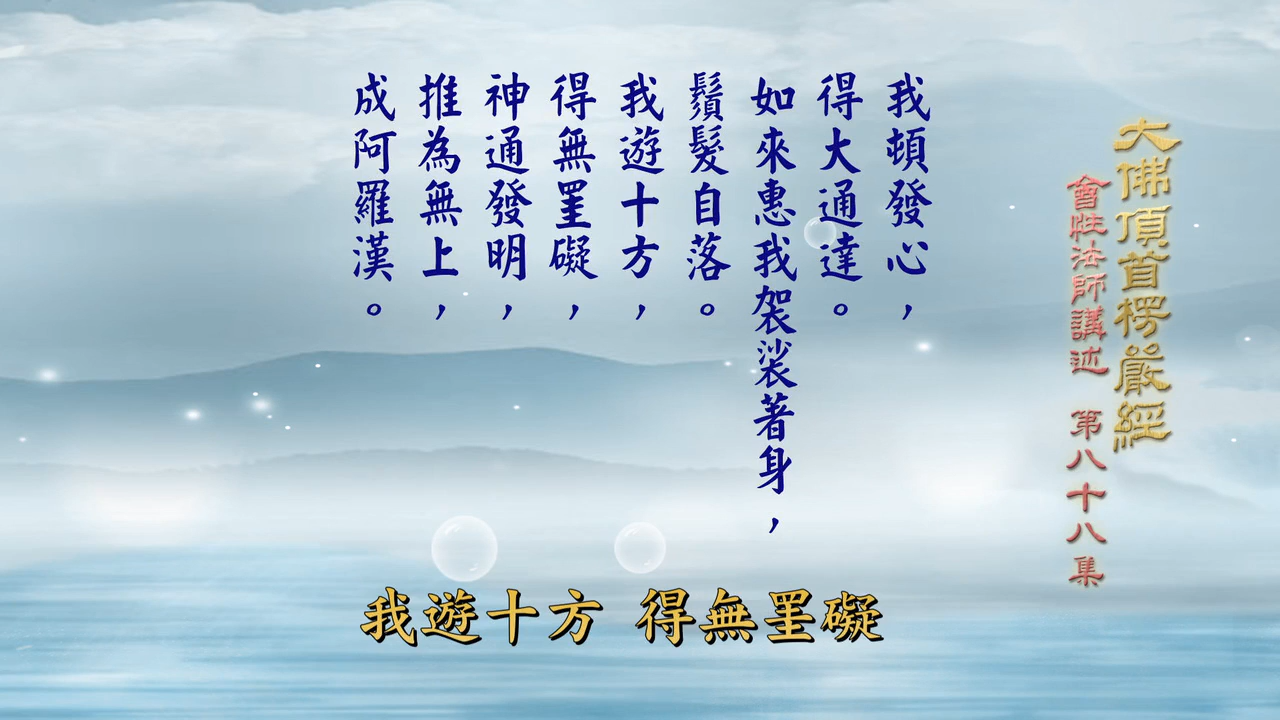 大佛頂首楞嚴經
會性法師講述 第八十八集
我頓發心，
得大通達。
如來惠我袈裟著身，
鬚髮自落。
我遊十方，
得無罣礙，
神通發明，
推為無上，
成阿羅漢。
我遊十方 得無罣礙